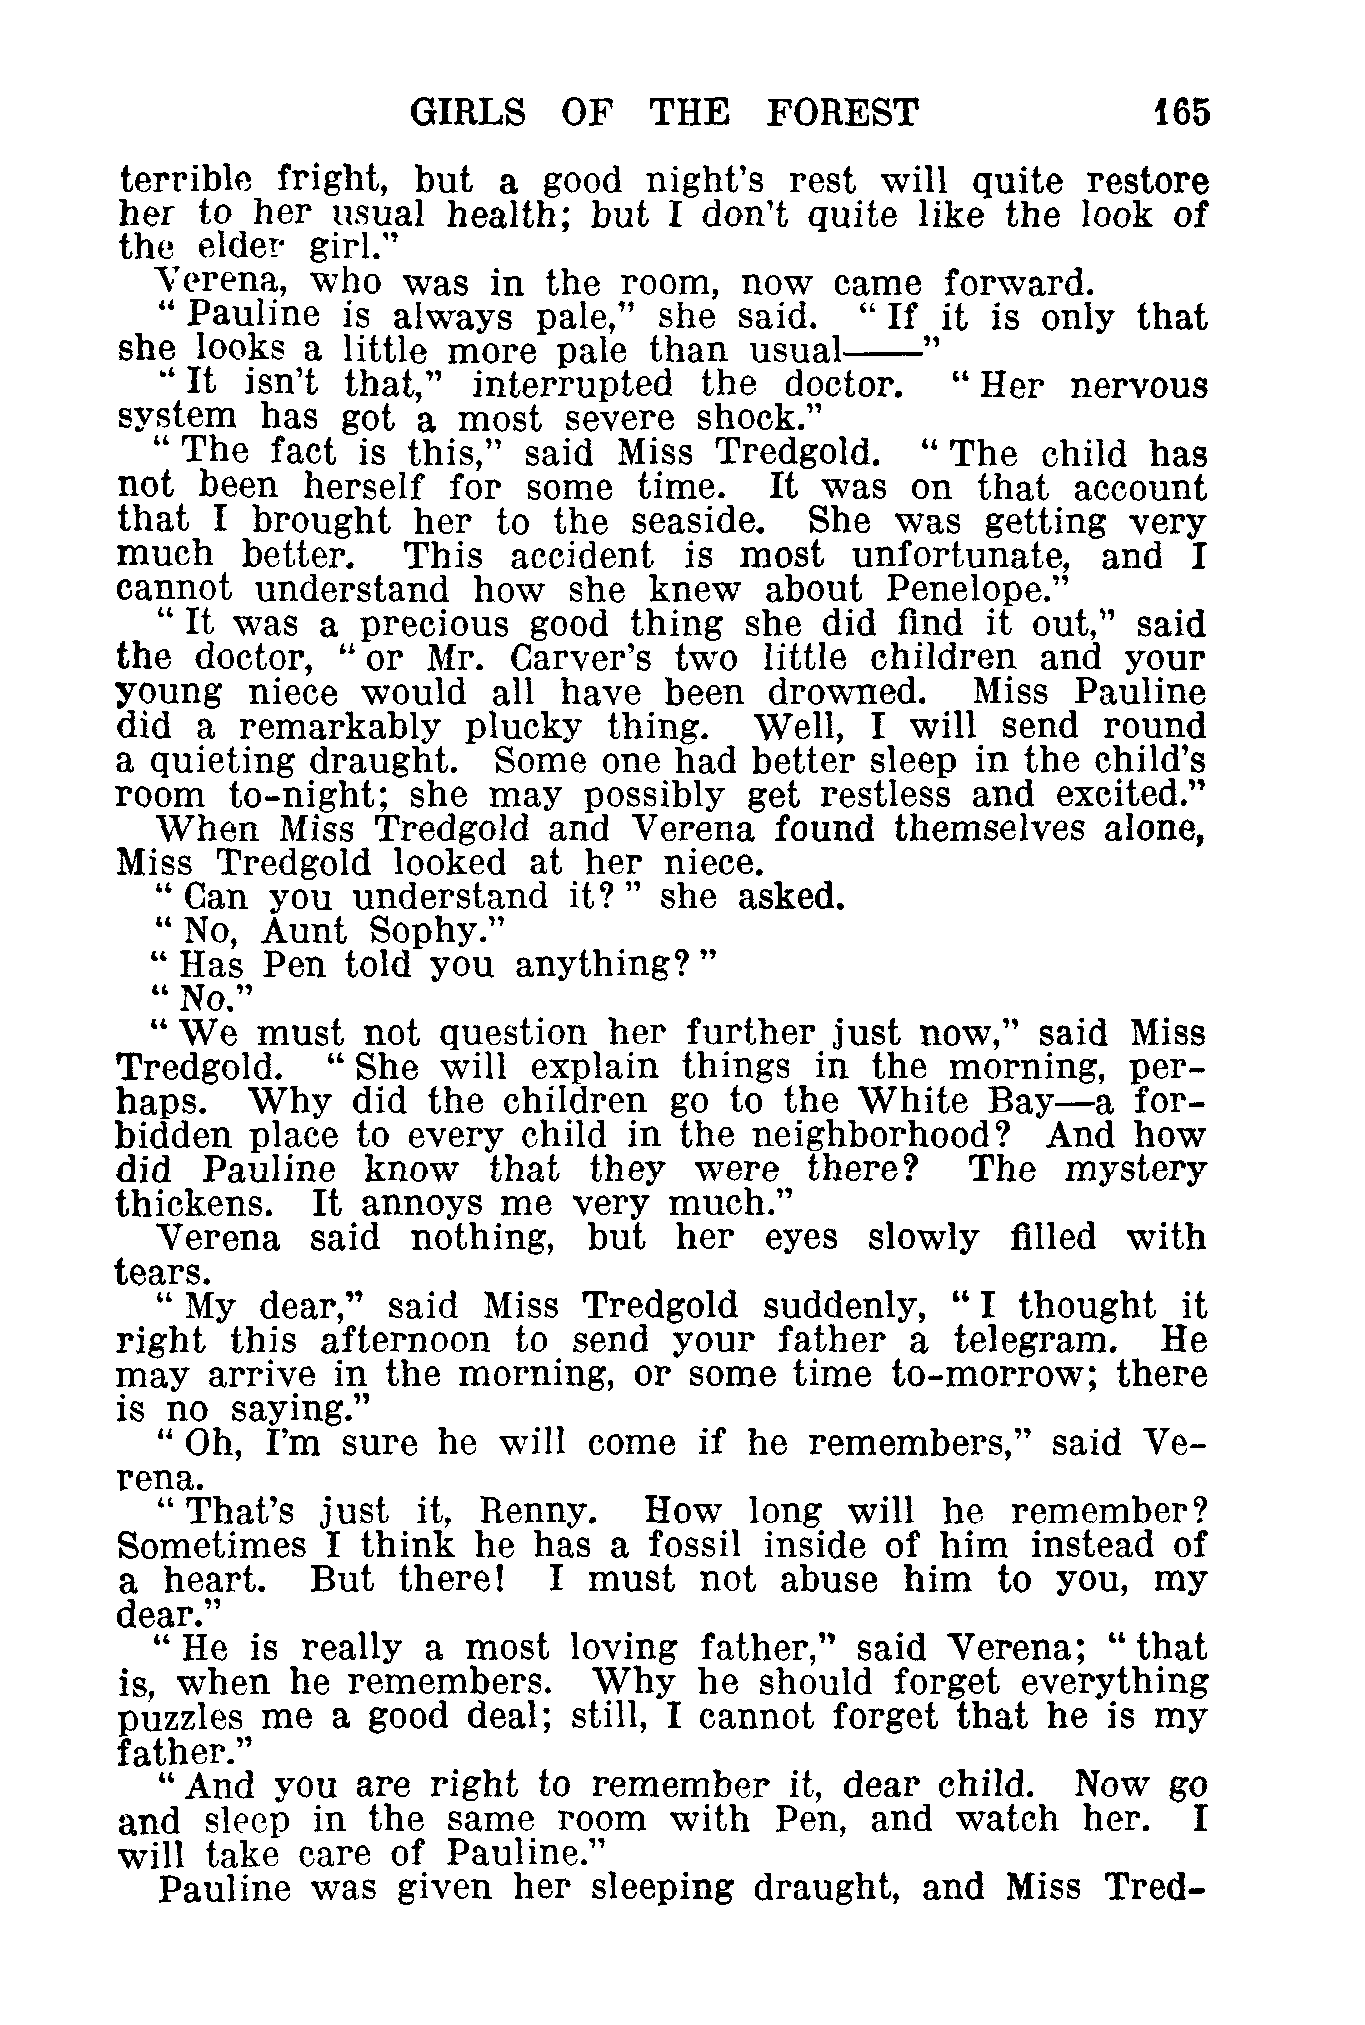 GIRLS OF THE FOREST 165
terrible fright, but a good night's rest will quite restore
her to her usual health; but I don't quite like the look of
the elder girl."
Verena, who was in the room, now came forward.
“ Pauline is always pale,” she said. “ If it is only that
she looks a little more pale than usual——”
“ It isn't that,” interrupted the doctor. “ Her nervous
system has got a most severe shock.”
“ The fact is this,” said Miss Tredgold. “ The child has
not been herself for some time. It was on that account
that I brought her to the seaside. She was getting very
much better. This accident is most unfortunate, and I
cannot understand how she knew about Penelope.”
“ It was a precious good thing she did find it out,” said
the doctor, “ or Mr. Carver's two little children and your
young niece would all have been drowned. Miss Pauline
did a remarkably plucky thing. Well, I will send round
a quieting draught. Some one had better sleep in the child's
room to-night; she may possibly get restless and excited.”
When Miss Tredgold and Verena found themselves alone,
Miss Tredgold looked at her niece.
“ Can you understand it? ” she asked.
“ No, Aunt Sophy.”
“ Has Pen told you anything? ”
“ No.”
“ We must not question her further just now,” said Miss
Tredgold. “ She will explain things in the morning, per-
haps. Why did the children go to the White Bay—a for-
bidden place to every child in the neighborhood? And how
did Pauline know that they were there? The mystery
thickens. It annoys me very much.”
Verena said nothing, but her eyes slowly filled with
tears.
“ My dear,” said Miss Tredgold suddenly, “ I thought it
right this afternoon to send your father a telegram. He
may arrive in the morning, or some time to-morrow; there
is no saying.”
“ Oh, I'm sure he will come if he remembers,” said Ve-
rena.
“ That's just it, Renny. How long will he remember?
Sometimes I think he has a fossil inside of him instead of
a heart. But there! I must not abuse him to you, my
dear.”
“ He is really a most loving father,” said Verena; “ that
is, when he remembers. Why he should forget everything
puzzles me a good deal; still, I cannot forget that he is my
father.”
“ And you are right to remember it, dear child. Now go
and sleep in the same room with Pen, and watch her. I
will take care of Pauline.”
Pauline was given her sleeping draught, and Miss Tred-